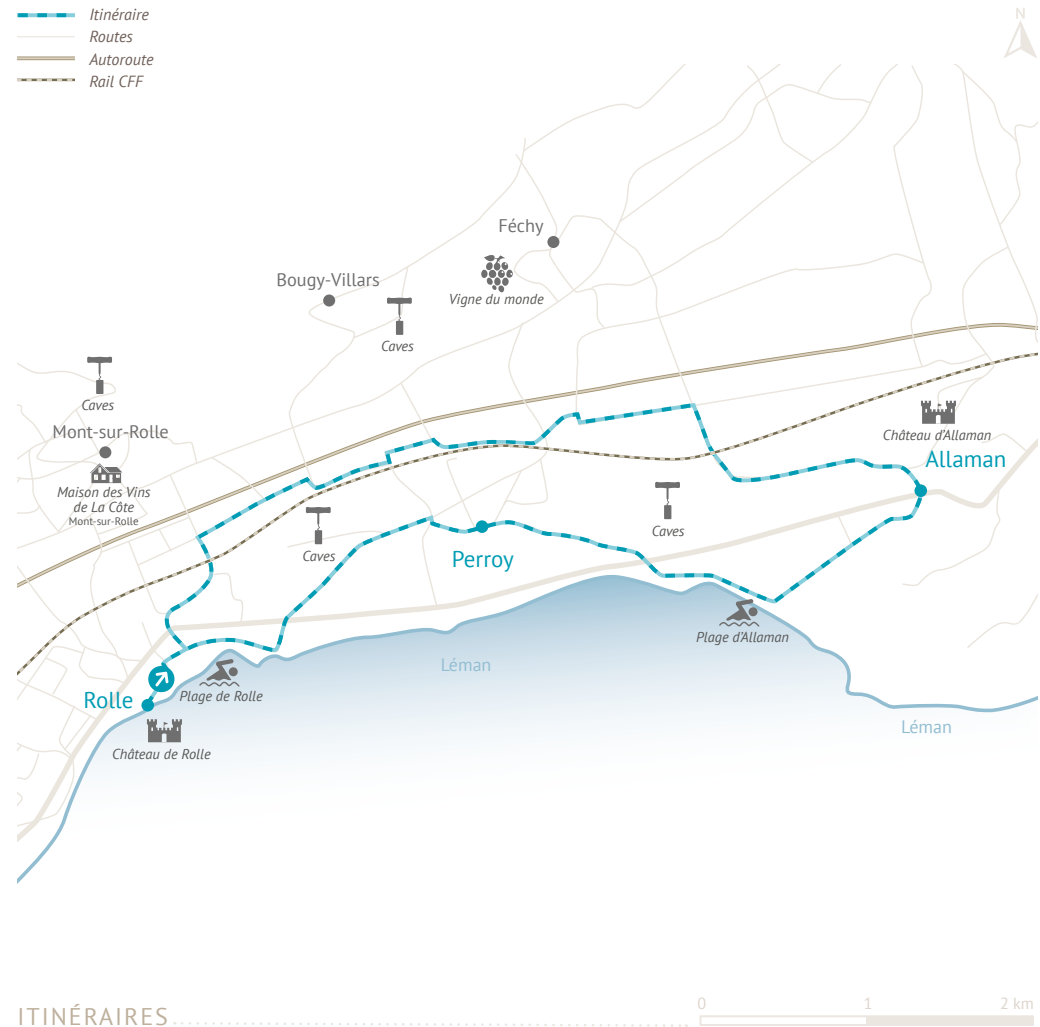 Itinéraire
Routes
Autoroute
Rail CFF
N
Féchy
Bougy-Villars
Vigne du monde
Caves
Caves
Mont-sur-Rolle
Maison des Vins
de La Côte
Mont-sur-Rolle
Château d'Allaman
Allaman
Caves
Caves
Perroy
Plage d'Allaman
Léman
Rolle
Plage de Rolle
Château de Rolle
Léman
ITINÉRAIRES
0 1 2 km